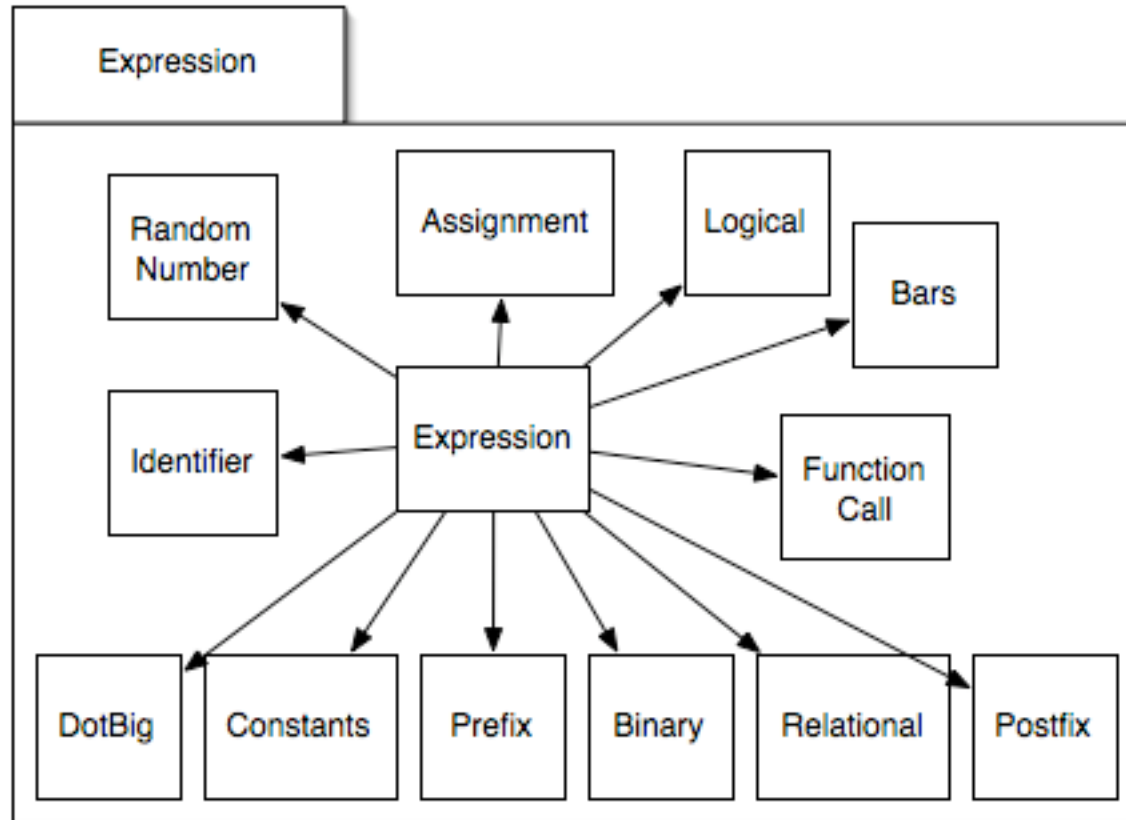 Expression
Random
Number
Assignment
Logical
Bars
Identifier
Expression
Function
Call
DotBig
Constants
Prefix
Binary
Relational
Postfix